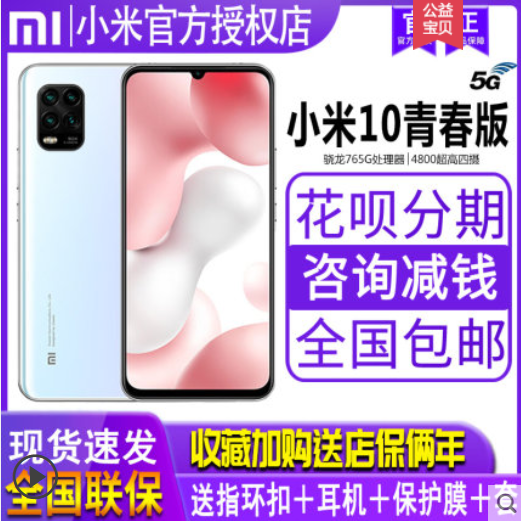 小米官方授权店
公益
宝贝
5G
小米10青春版
骁龙765G处理器 | 4800超高四摄
花呗分期
咨询减钱
全国包邮
现货速发
收藏加购送店保俩年
全国联保
送指环扣＋耳机＋保护膜＋套